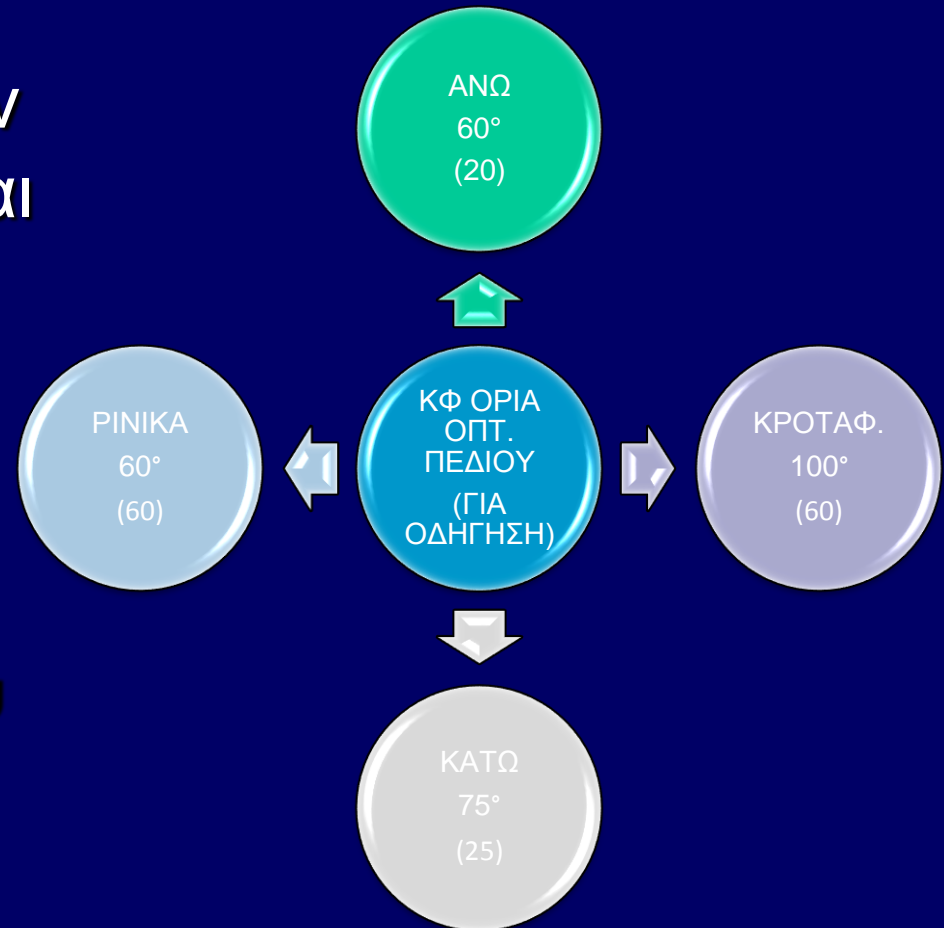 ΑΝΩ
60°
(20)
ΡΙΝΙΚΑ
60°
(60)
ΚΦ ΟΡΙΑ
ΟΠΤ.
ΠΕΔΙΟΥ
(ΓΙΑ
ΟΔΗΓΗΣΗ)
ΚΡΟΤΑΦ.
100°
(60)
ΚΑΤΩ
75°
(25)